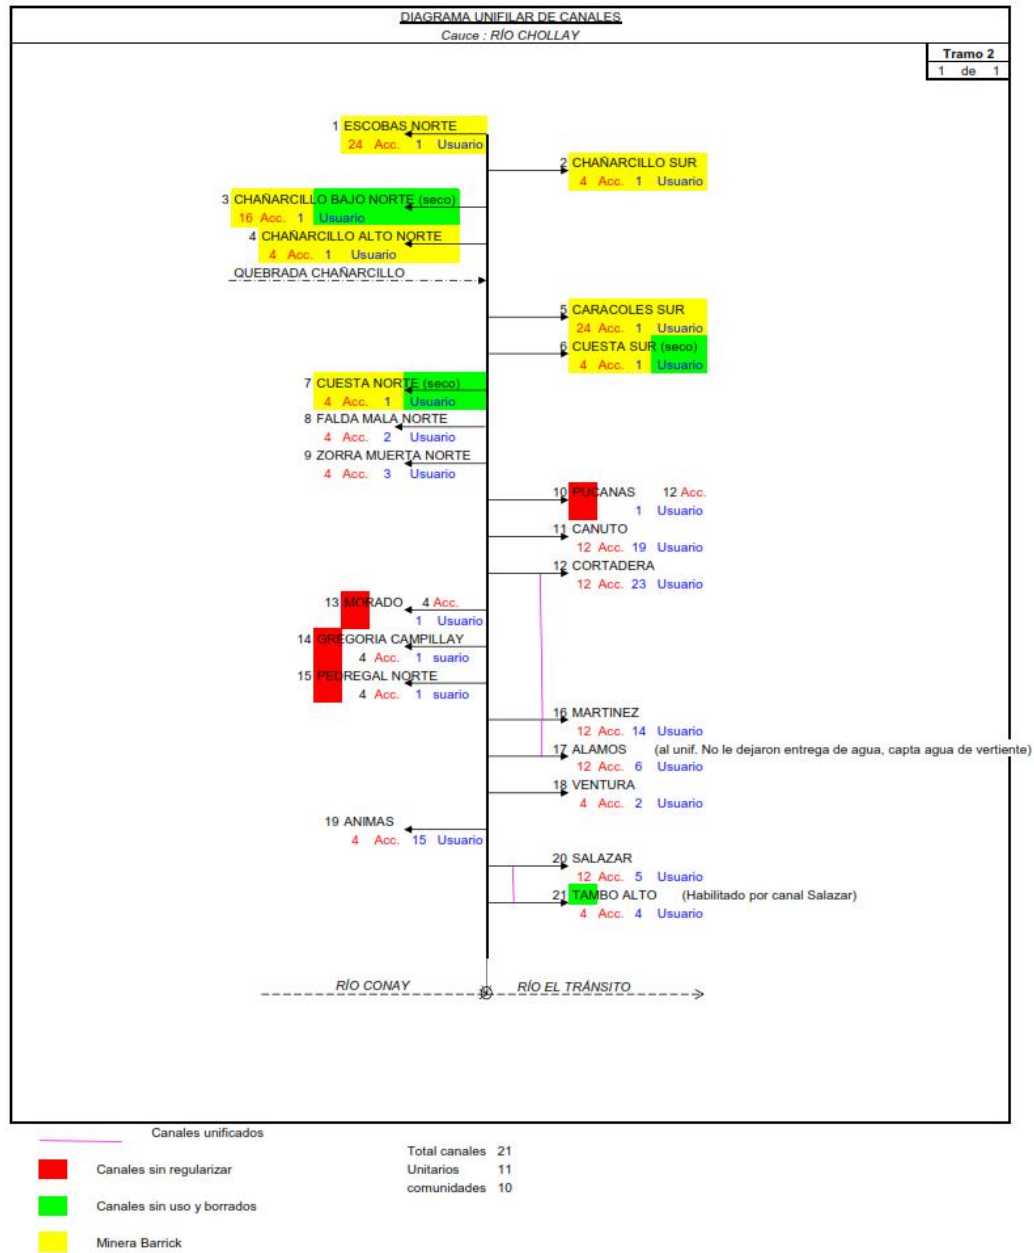 DIAGRAMA UNIFILAR DE CANALES
Cauce : RÍO CHOLLAY
Tramo 2
1 de 1
1 ESCOBAS NORTE
24 Acc. 1 Usuario
2 CHAÑARCILLO SUR
4 Acc. 1 Usuario
3 CHAÑARCILLO BAJO NORTE (seco)
16 Acc. 1 Usuario
4 CHAÑARCILLO ALTO NORTE
4 Acc. 1 Usuario
QUEBRADA CHAÑARCILLO
5 CARACOLES SUR
24 Acc. 1 Usuario
6 CUESTA SUR (seco)
4 Acc. 1 Usuario
7 CUESTA NORTE (seco)
4 Acc. 1 Usuario
8 FALDA MALA NORTE
4 Acc. 2 Usuario
9 ZORRA MUERTA NORTE
4 Acc. 3 Usuario
10 PUCANAS 12 Acc.
1 Usuario
11 CANUTO
12 Acc. 19 Usuario
12 CORTADERA
12 Acc. 23 Usuario
13 MORADO 4 Acc.
1 Usuario
14 GREGORIA CAMPILLAY
4 Acc. 1 suario
15 PEDREGAL NORTE
4 Acc. 1 suario
16 MARTINEZ
12 Acc. 14 Usuario
17 ALAMOS (al unif. No le dejaron entrega de agua, capta agua de vertiente)
12 Acc. 6 Usuario
18 VENTURA
4 Acc. 2 Usuario
19 ANIMAS
4 Acc. 15 Usuario
20 SALAZAR
12 Acc. 5 Usuario
21 TAMBO ALTO (Habilitado por canal Salazar)
4 Acc. 4 Usuario
RÍO CONAY RÍO EL TRÁNSITO
Canales unificados
Total canales 21
Canales sin regularizar
Unitarios 11
comunidades 10
Canales sin uso y borrados
Minera Barrick